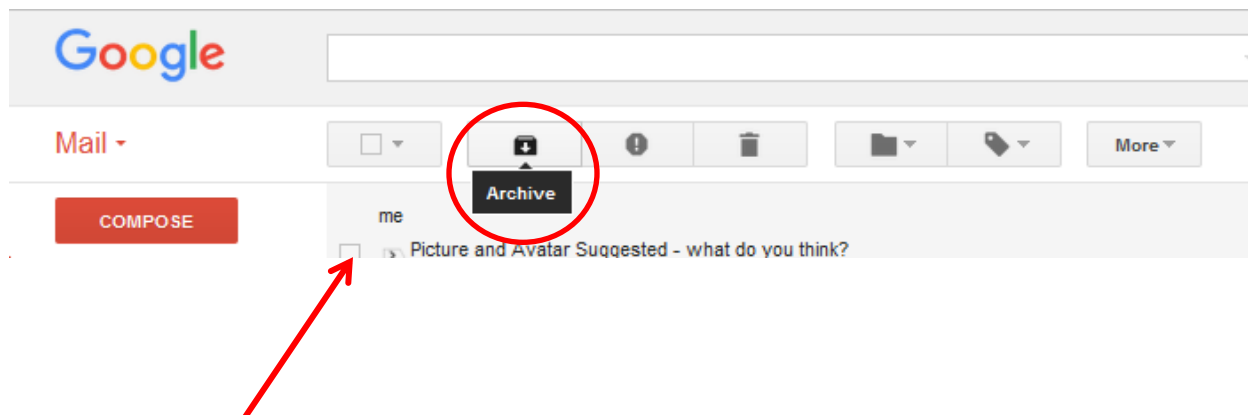 Google
Mail
More
Archive
COMPOSE
me
Picture and Avatar Suggested - what do you think?